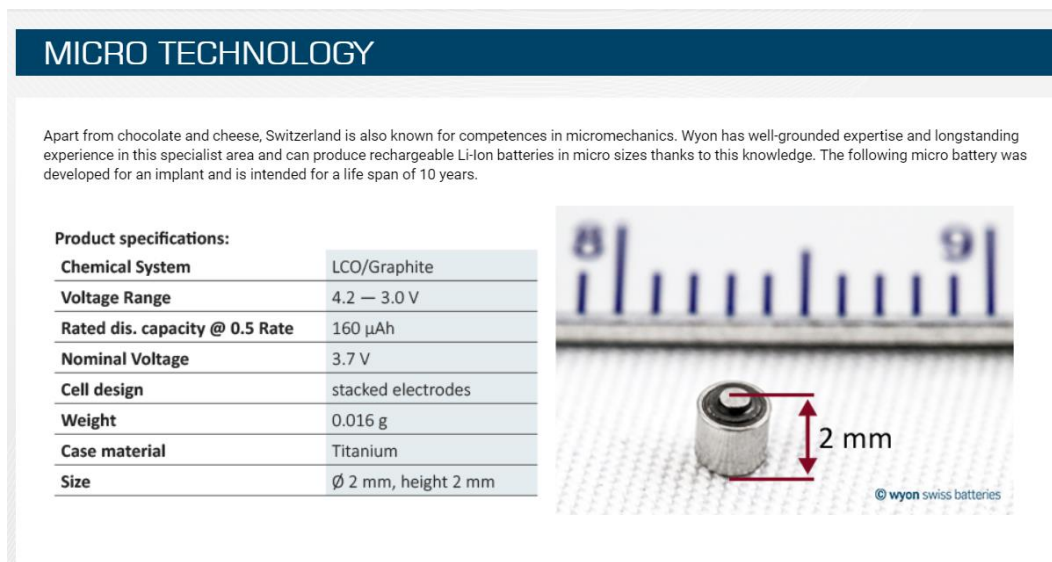 MICRO TECHNOLOGY
Apart from chocolate and cheese, Switzerland is also known for competences in micromechanics. Wyon has well-grounded expertise and longstanding
experience in this specialist area and can produce rechargeable Li-Ion batteries in micro sizes thanks to this knowledge. The following micro battery was
developed for an implant and is intended for a life span of 10 years.
Product specifications:
Chemical System LCO/Graphite
Voltage Range 4.2 — 3.0 V
Rated dis. capacity @ 0.5 Rate 160 µAh
Nominal Voltage 3.7 V
Cell design stacked electrodes
Weight 0.016 g
Case material Titanium
Size Ø 2 mm, height 2 mm
8 9
2 mm
© wyon swiss batteries